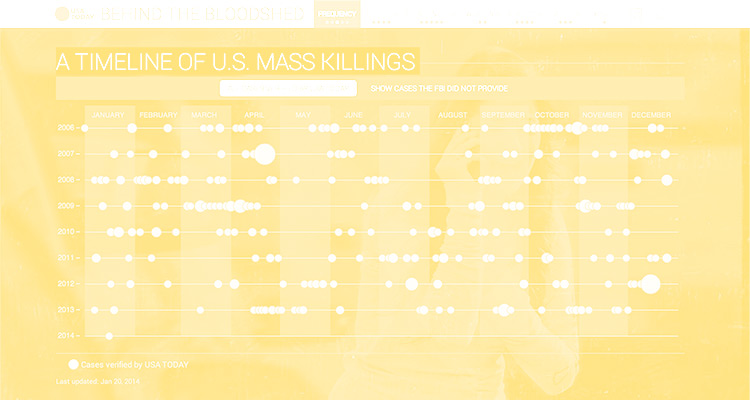 BEHIND THE BLOODSHED
FREQUENCY
A TIMELINE OF U.S. MASS KILLINGS
SHOW CASES THE FBI DID NOT PROVIDE
JANUARY FEBRUARY MARCH APRIL MAY JUNE JULY AUGUST SEPTEMBER OCTOBER NOVEMBER DECEMBER
2006
2007
2008
2009
2010
2011
2012
2013
2014
Cases verified by USA TODAY
Last updated: Jan 20, 2014